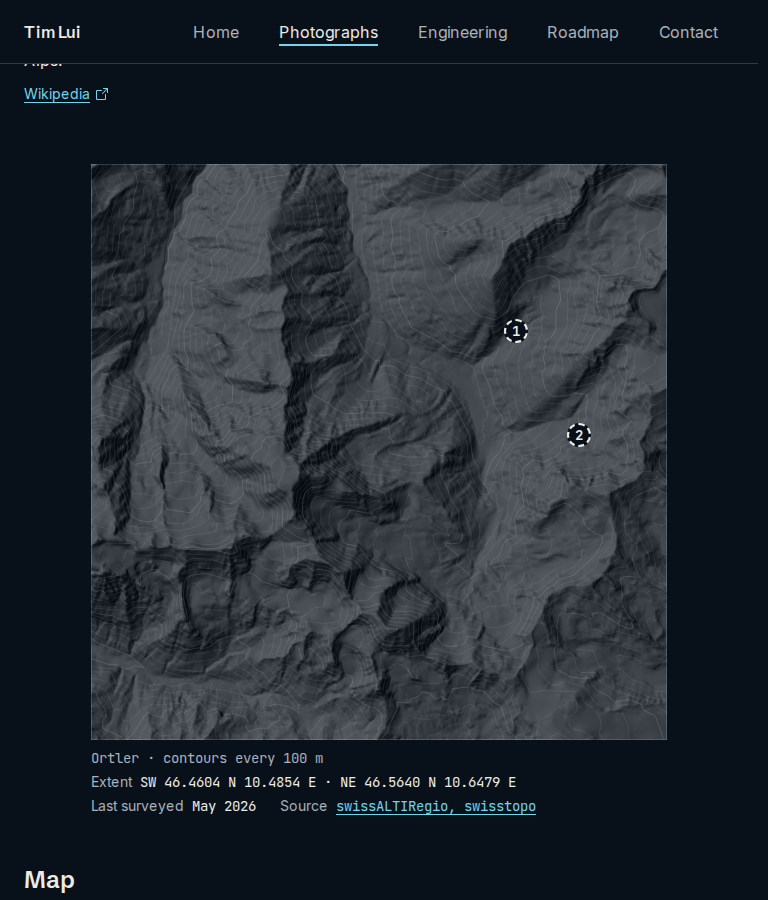 Tim Lui
Home
Photographs
Engineering
Roadmap
Contact
Wikipedia
1
2
Ortler · contours every 100 m
Extent SW 46.4604 N 10.4854 E · NE 46.5640 N 10.6479 E
Last surveyed May 2026 Source swissALTIRegio, swisstopo
Map